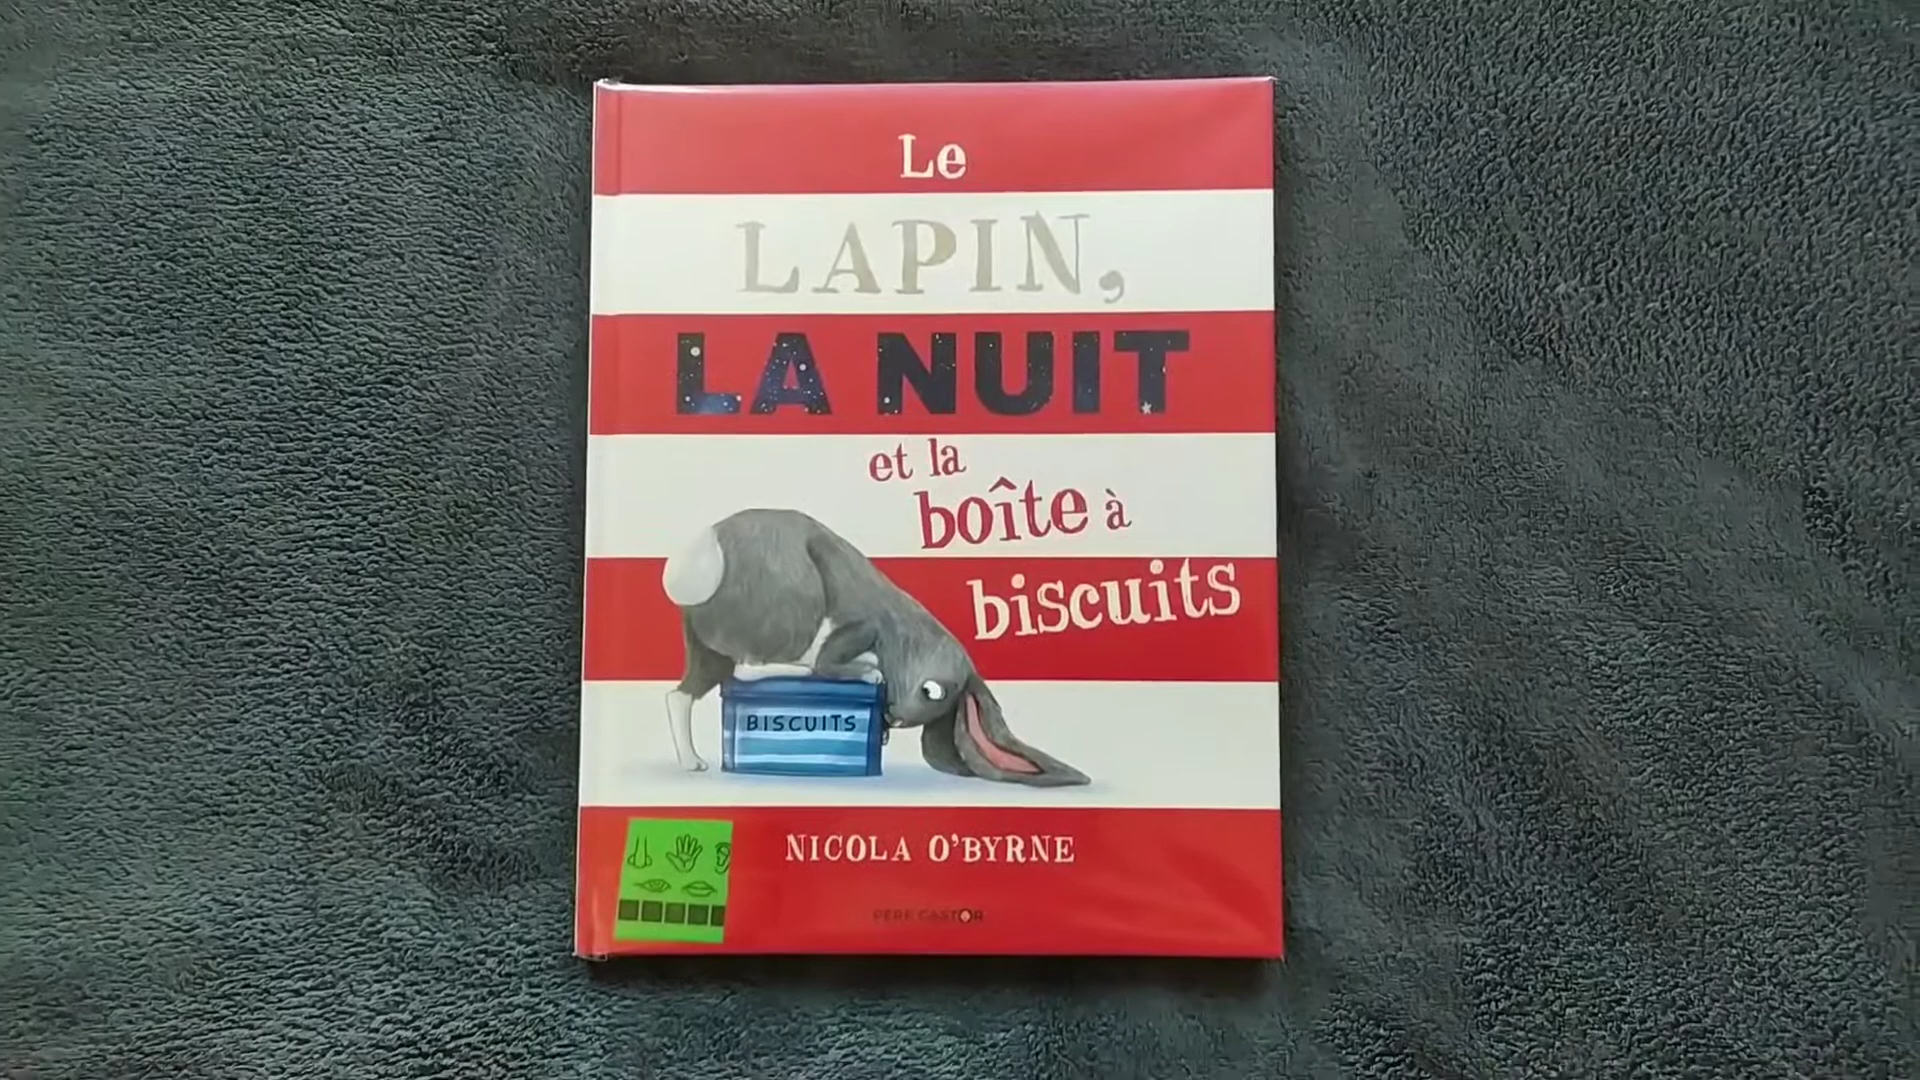 Le
LAPIN,
LA NUIT
et la
boîte à
biscuits
BISCUITS
NICOLA O'BYRNE
PÈRE CASTOR